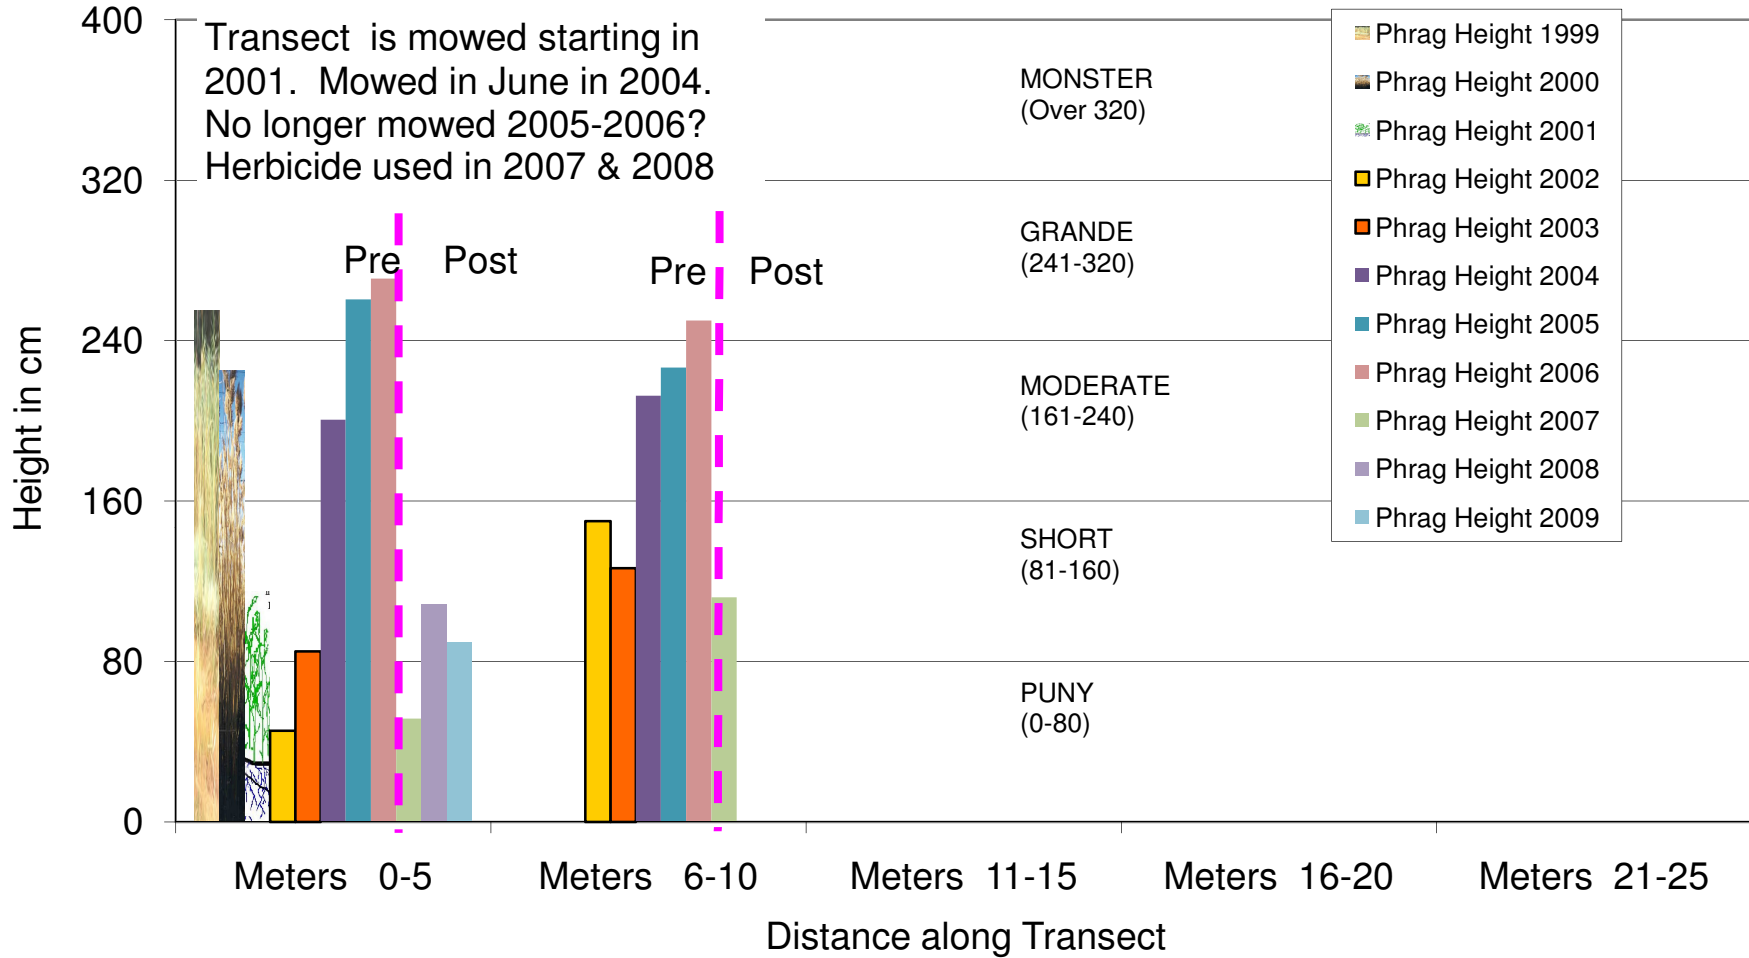 400
320
240
160
80
0
Height in cm
Transect is mowed starting in
2001. Mowed in June in 2004.
No longer mowed 2005-2006?
Herbicide used in 2007 & 2008
Pre Post
Pre Post
MONSTER
(Over 320)
GRANDE
(241-320)
MODERATE
(161-240)
SHORT
(81-160)
PUNY
(0-80)
Phrag Height 1999
Phrag Height 2000
Phrag Height 2001
Phrag Height 2002
Phrag Height 2003
Phrag Height 2004
Phrag Height 2005
Phrag Height 2006
Phrag Height 2007
Phrag Height 2008
Phrag Height 2009
Meters 0-5 Meters 6-10 Meters 11-15 Meters 16-20 Meters 21-25
Distance along Transect